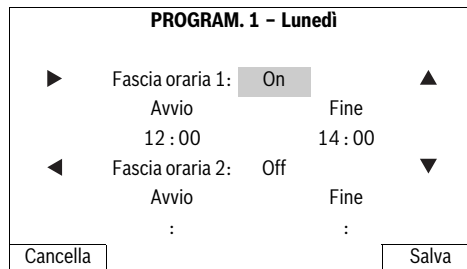 PROGRAM. 1 – Lunedì
Fascia oraria 1: On
Avvio Fine
12 : 00 14 : 00
Fascia oraria 2: Off
Avvio Fine
: :
Cancella Salva